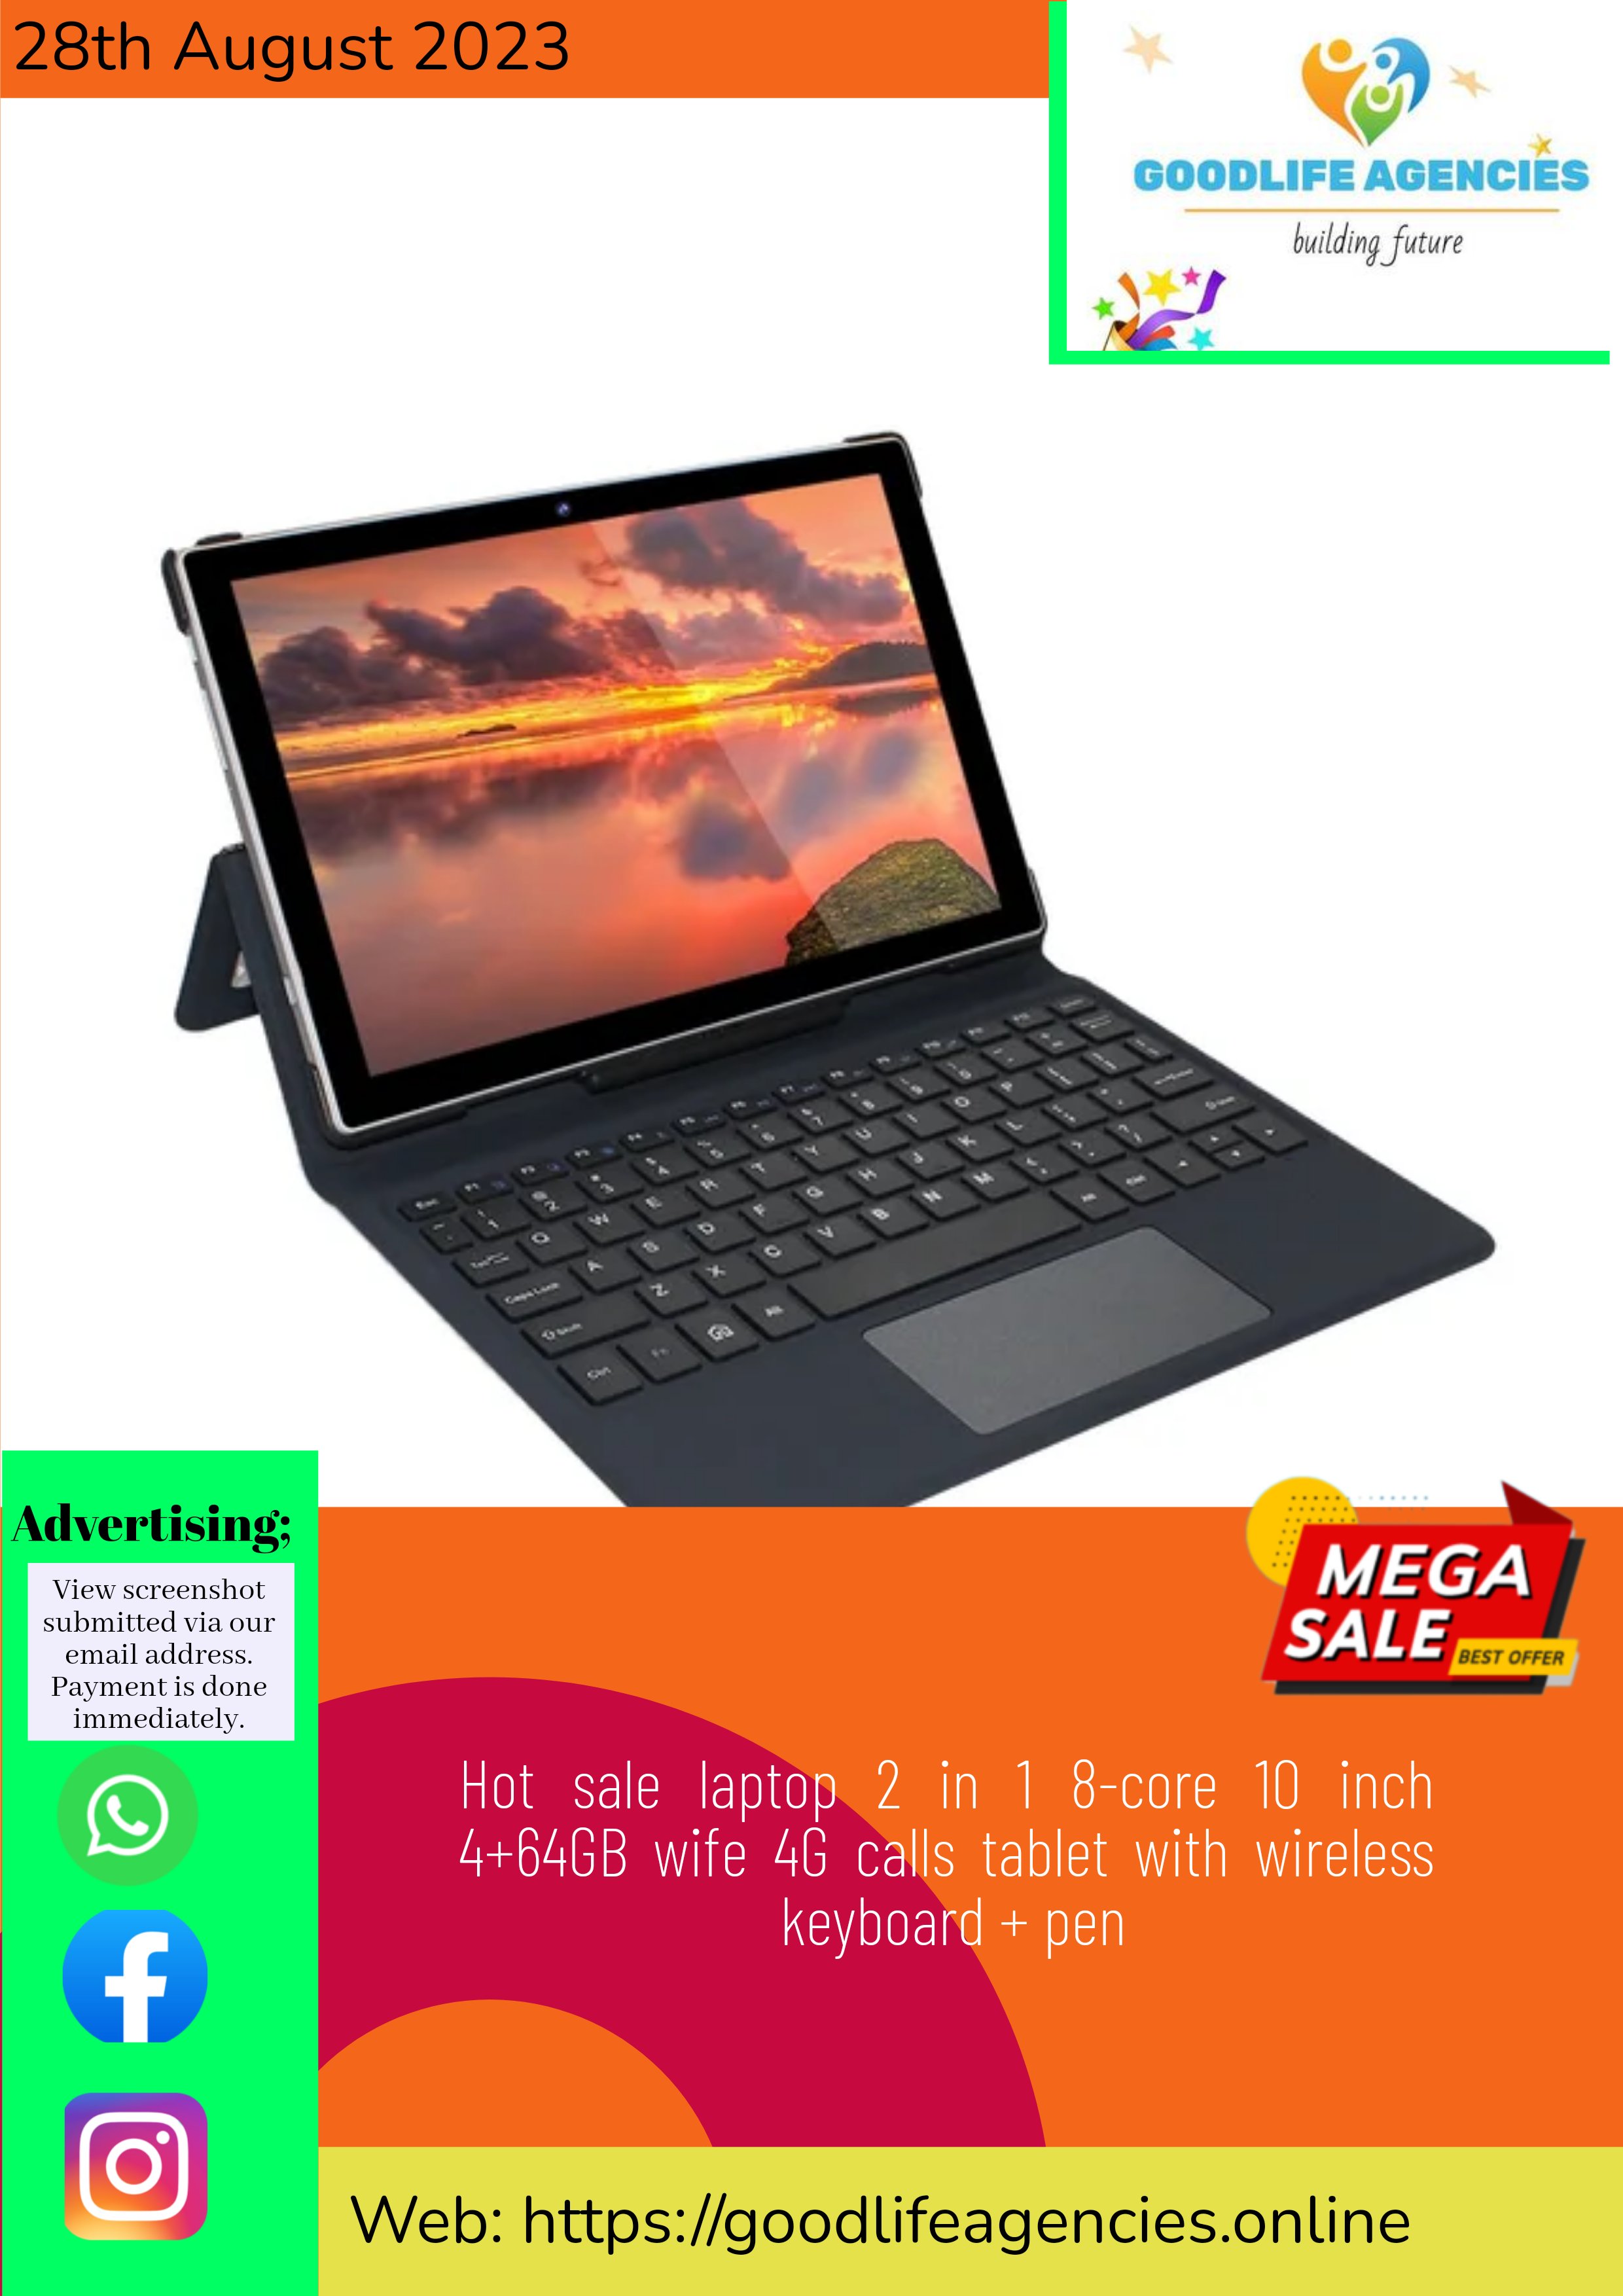 28th August 2023
GOODLIFE AGENCIES
building future
Advertising;
View screenshot
submitted via our
email address.
Payment is done
immediately.
MEGA
SALE
BEST OFFER
Hot sale laptop 2 in 1 8-core 10 inch
4+64GB wife 4G calls tablet with wireless
keyboard + pen
Web: https://goodlifeagencies.online